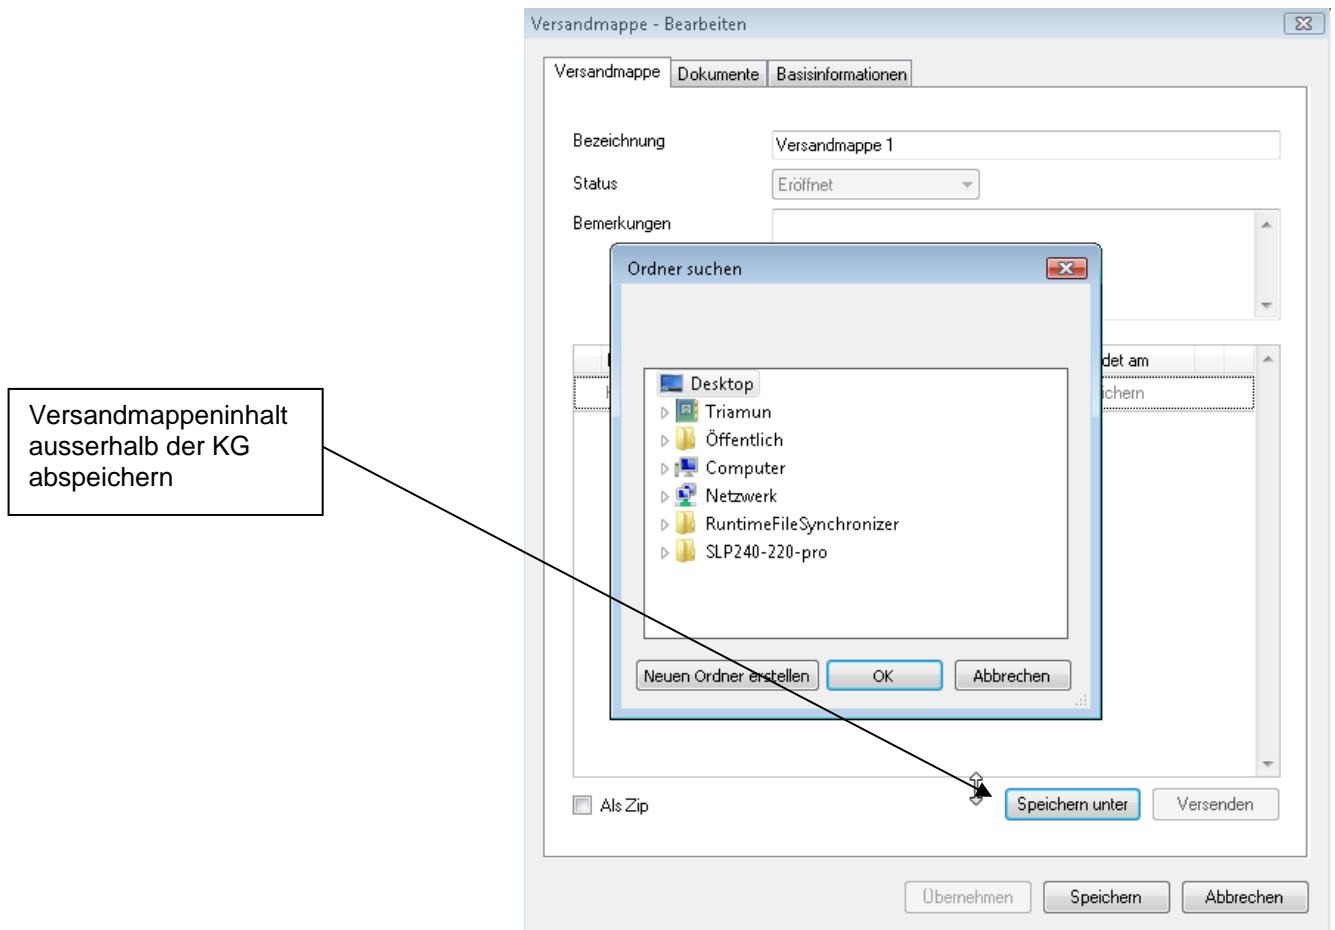 Versandmappe - Bearbeiten
Versandmappe Dokumente Basisinformationen
Bezeichnung Versandmappe 1
Status Eröffnet
Bemerkungen
Ordner suchen
det am
ichern
Desktop
Triamun
Öffentlich
Computer
Netzwerk
RuntimeFileSynchronizer
SLP240-220-pro
Versandmappeninhalt
ausserhalb der KG
abspeichern
Neuen Ordner erstellen OK Abbrechen
Als Zip Speichern unter Versenden
Übernehmen Speichern Abbrechen